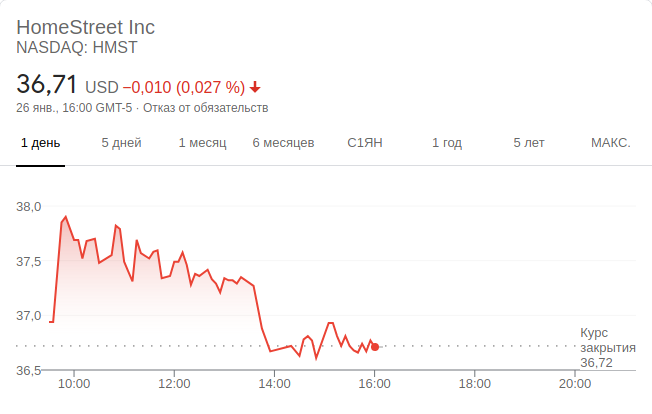 HomeStreet Inc
NASDAQ: HMST
36,71 USD −0,010 (0,027 %)
26 янв., 16:00 GMT-5 · Отказ от обязательств
1 день 5 дней 1 месяц 6 месяцев С1ЯН 1 год 5 лет МАКС.
38,0
37,5
37,0
Курс
закрытия
36,72
36,5
10:00 12:00 14:00 16:00 18:00 20:00